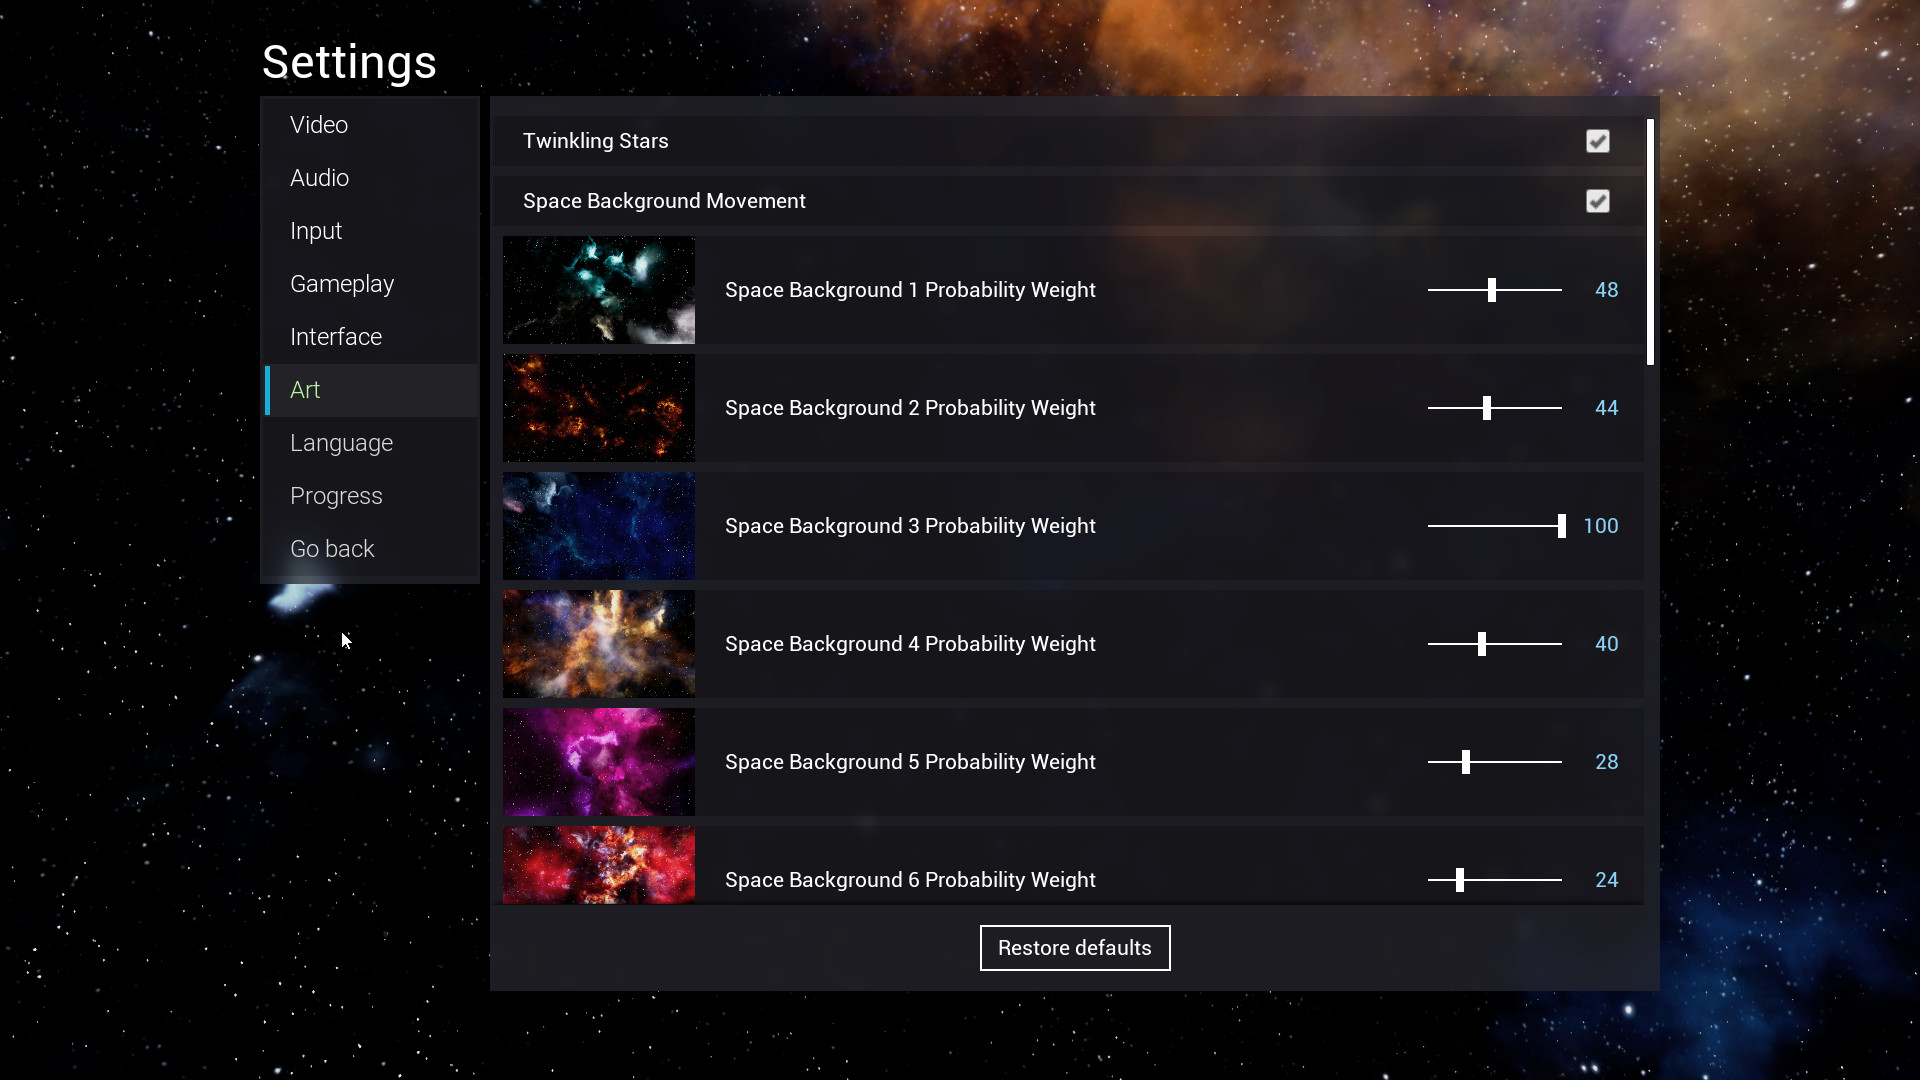 Settings
Video
Audio
Input
Gameplay
Interface
Art
Language
Progress
Go back
Twinkling Stars
Space Background Movement
Space Background 1 Probability Weight 48
Space Background 2 Probability Weight 44
Space Background 3 Probability Weight 100
Space Background 4 Probability Weight 40
Space Background 5 Probability Weight 28
Space Background 6 Probability Weight 24
Restore defaults